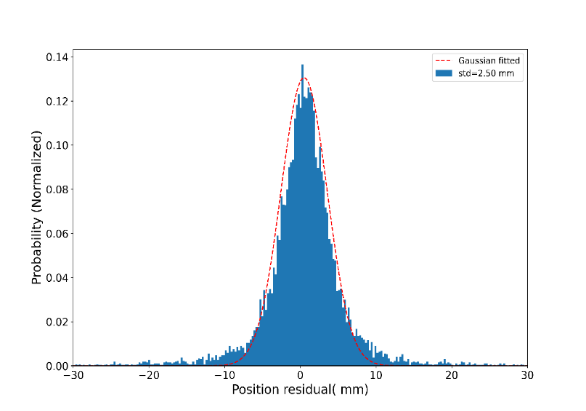 0.14
0.12
0.10
0.08
0.06
0.04
0.02
0.00
Probability (Normalized)
Gaussian fitted
std=2.50 mm
−30 −20 −10 0 10 20 30
Position residual( mm)